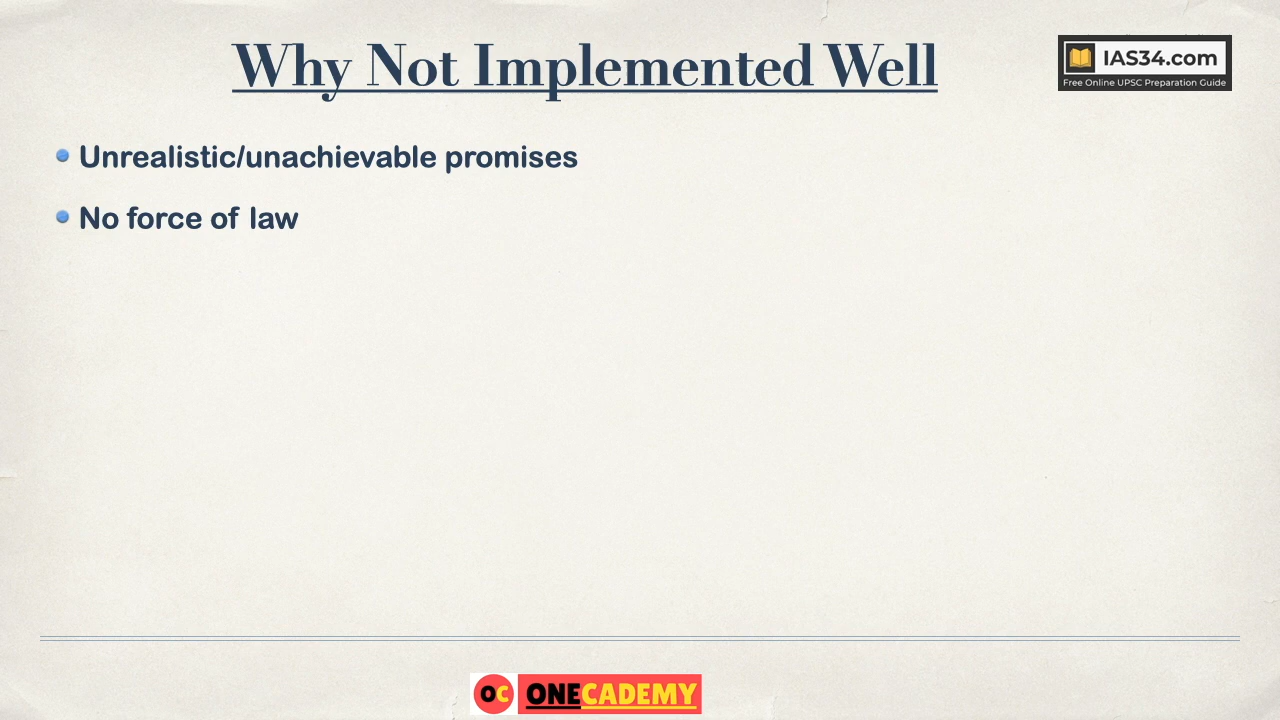 Why Not Implemented Well
IAS34.com
Free Online UPSC Preparation Guide
Unrealistic/unachievable promises
No force of law
OC ONECADEMY